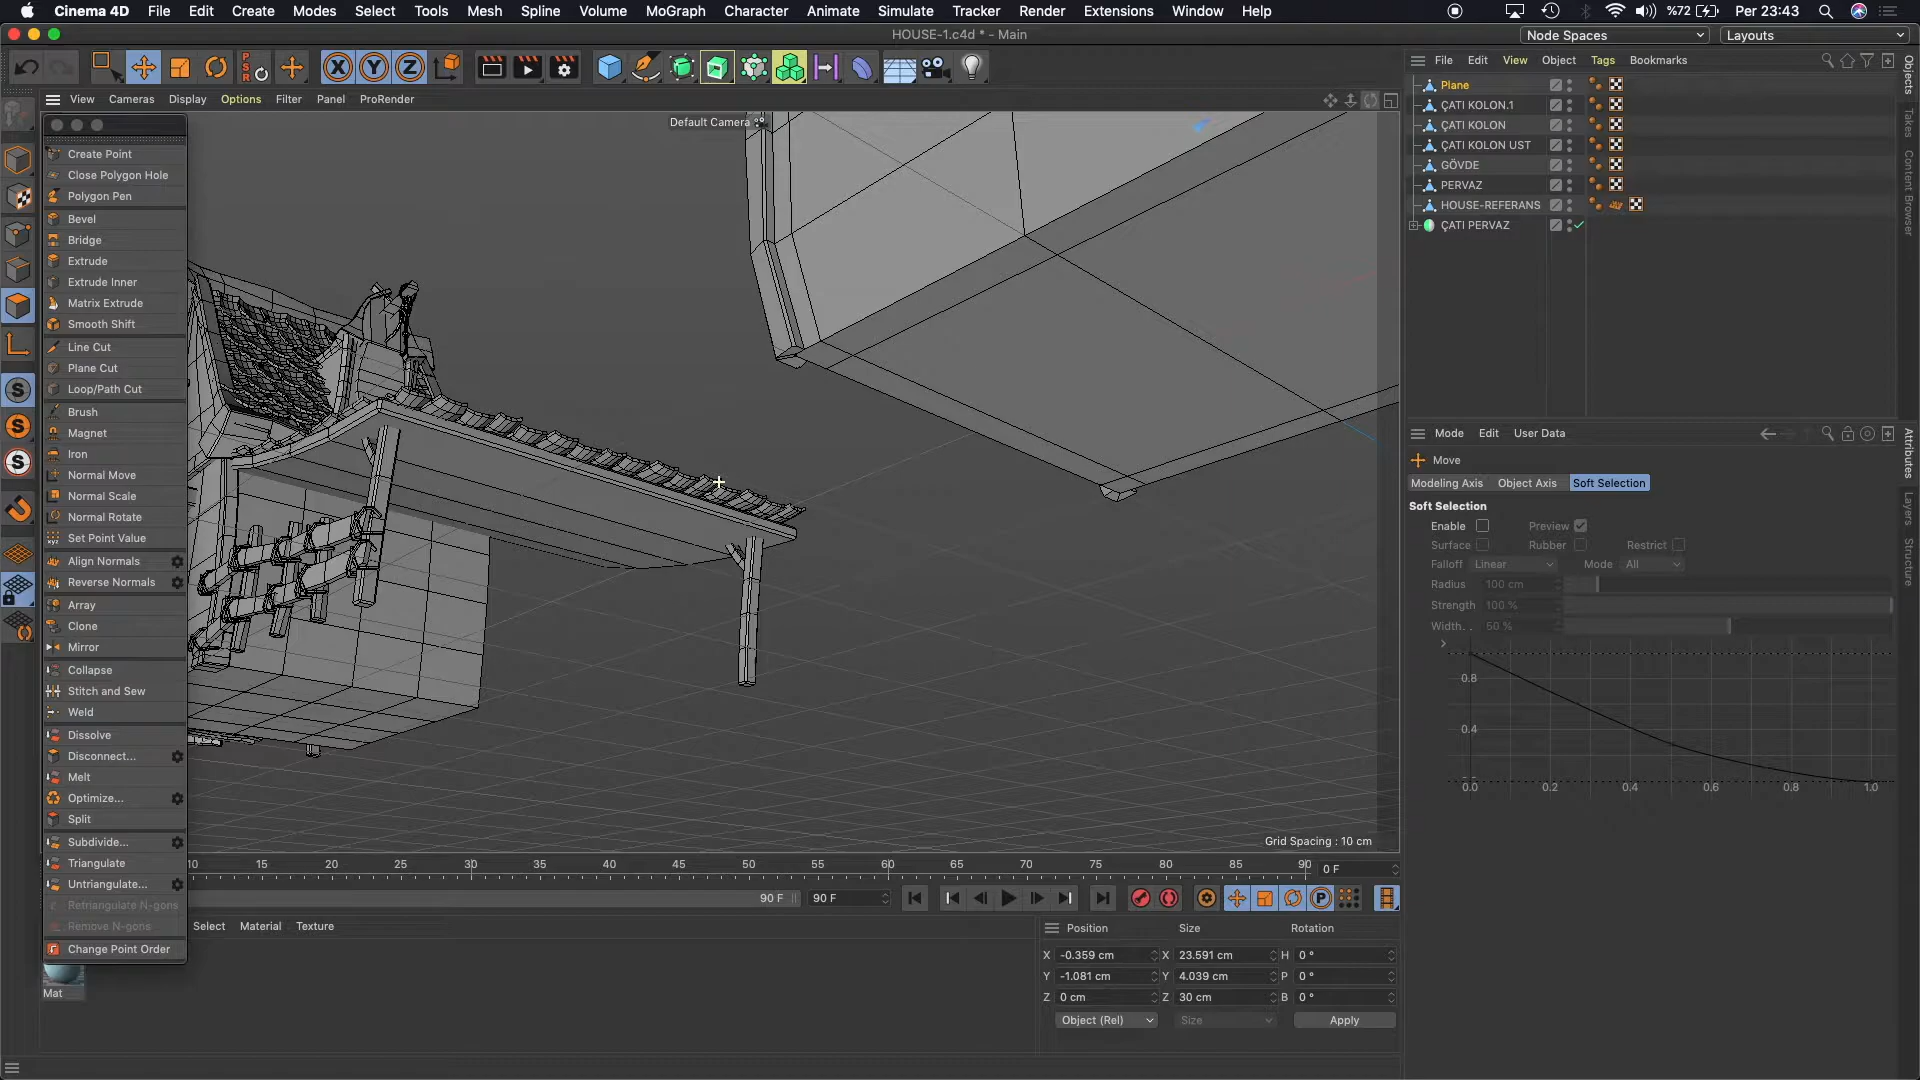 Cinema 4D File Edit Create Modes Select Tools Mesh Spline Volume MoGraph Character Animate Simulate Tracker Render Extensions Window Help %72 Per 23:43
HOUSE-1.c4d * - Main
Node Spaces
Layouts
View Cameras Display Options Filter Panel ProRender
Default Camera
Create Point
Close Polygon Hole
Polygon Pen
Bevel
Bridge
Extrude
Extrude Inner
Matrix Extrude
Smooth Shift
Line Cut
Plane Cut
Loop/Path Cut
Brush
Magnet
Iron
Normal Move
Normal Scale
Normal Rotate
Set Point Value
Align Normals
Reverse Normals
Array
Clone
Mirror
Collapse
Stitch and Sew
Weld
Dissolve
Disconnect...
Melt
Optimize...
Split
Subdivide...
Triangulate
Untriangulate...
Retriangulate N-gons
Remove N-gons
Change Point Order
Grid Spacing : 10 cm
10 15 20 25 30 35 40 45 50 55 60 65 70 75 80 85 90 0 F
90 F 90 F
Select Material Texture
Mat
Position Size Rotation
X -0.359 cm X 23.591 cm H 0 °
Y -1.081 cm Y 4.039 cm P 0 °
Z 0 cm Z 30 cm B 0 °
Object (Rel) Size Apply
File Edit View Object Tags Bookmarks
Plane
ÇATI KOLON.1
ÇATI KOLON
ÇATI KOLON UST
GÖVDE
PERVAZ
HOUSE-REFERANS
ÇATI PERVAZ
Objects
Takes
Content Browser
Mode Edit User Data
Move
Modeling Axis Object Axis Soft Selection
Soft Selection
Enable Preview
Surface Rubber Restrict
Falloff Linear Mode All
Radius 100 cm
Strength 100 %
Width. . 50 %
0.8
0.4
0.0 0.2 0.4 0.6 0.8 1.0
Attributes
Layers
Structure